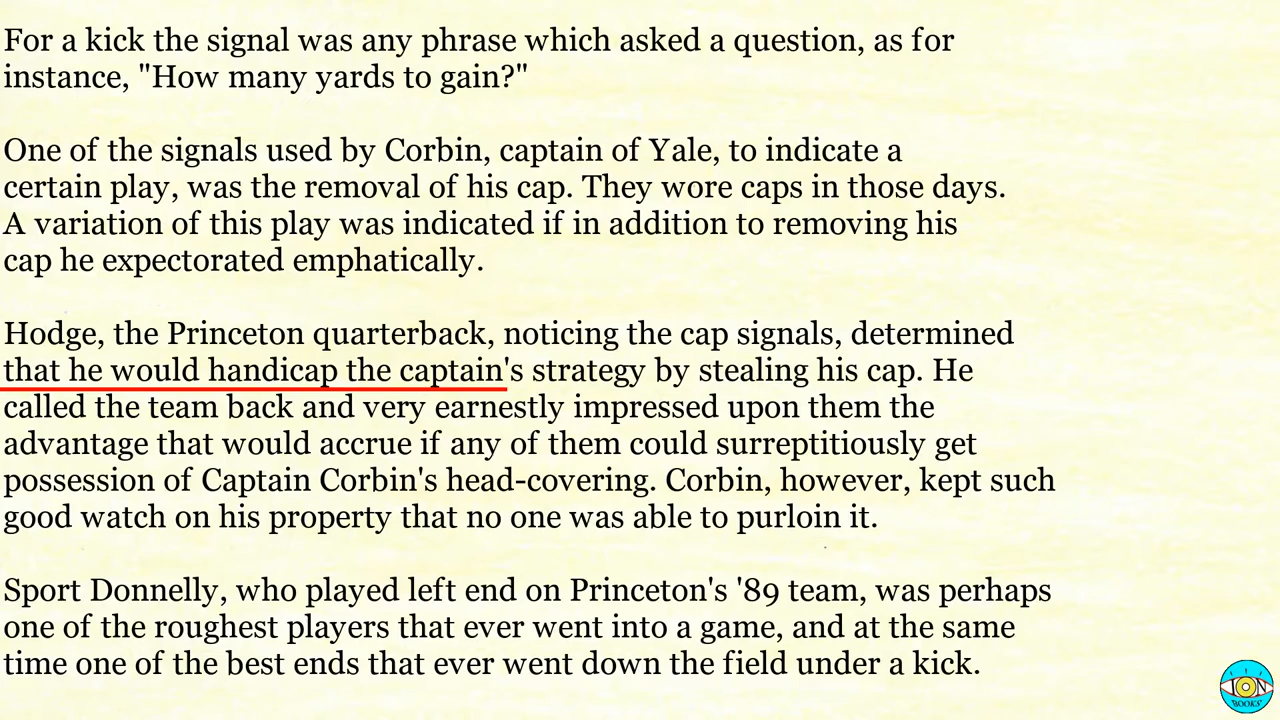 For a kick the signal was any phrase which asked a question, as for
instance, "How many yards to gain?"
One of the signals used by Corbin, captain of Yale, to indicate a
certain play, was the removal of his cap. They wore caps in those days.
A variation of this play was indicated if in addition to removing his
cap he expectorated emphatically.
Hodge, the Princeton quarterback, noticing the cap signals, determined
that he would handicap the captain's strategy by stealing his cap. He
called the team back and very earnestly impressed upon them the
advantage that would accrue if any of them could surreptitiously get
possession of Captain Corbin's head-covering. Corbin, however, kept such
good watch on his property that no one was able to purloin it.
Sport Donnelly, who played left end on Princeton's '89 team, was perhaps
one of the roughest players that ever went into a game, and at the same
time one of the best ends that ever went down the field under a kick.
ION
BOOKS